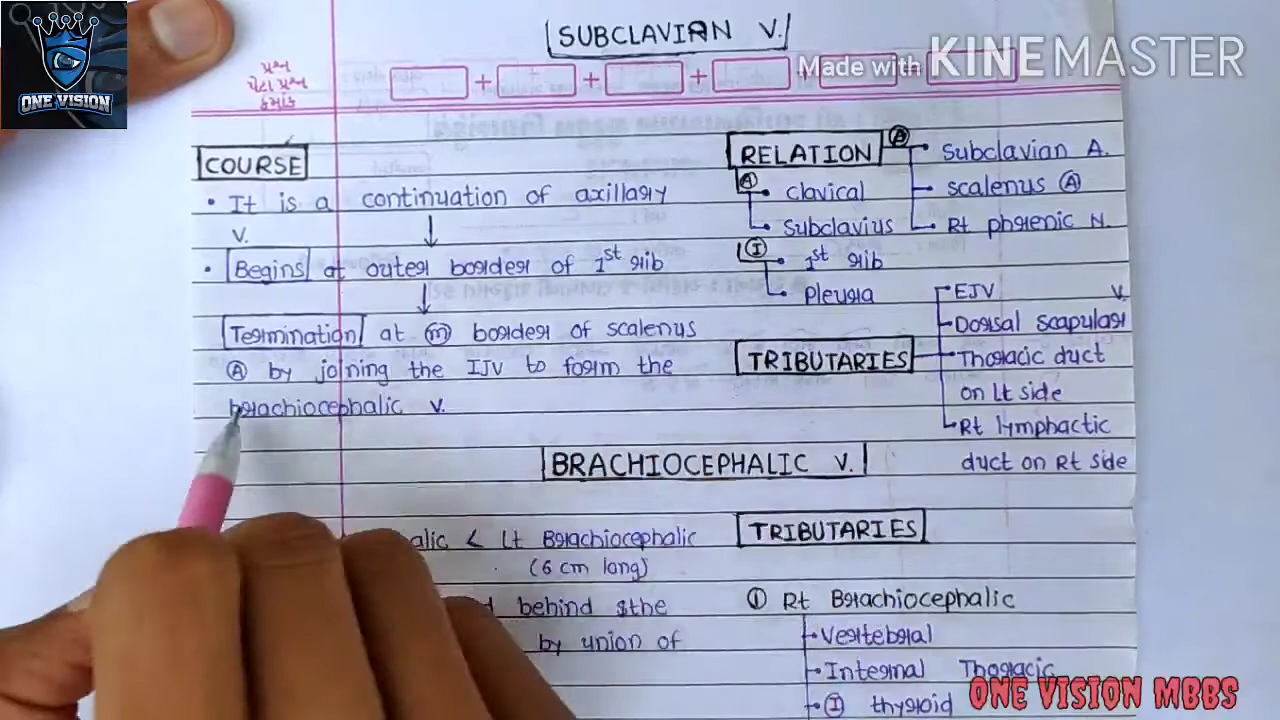 SUBCLAVIAN V.
Made with KINEMASTER
ONE VISION
પ્રશ્ન
પેટા પ્રશ્ન
ક્રમાંક
+ + + +
COURSE
• It is a continuation of axillary
V.
• Begins at outer border of 1st rib
Termination at ⓜ border of scalenus
Ⓐ by joining the IJV to form the
brachiocephalic V.
RELATION Ⓐ
• Subclavian A.
• scalenus Ⓐ
• Rt phrenic N.
Ⓐ • clavical
• Subclavius
Ⓘ • 1st rib
• Pleura
TRIBUTARIES
EJV
Dorsal scapular V.
Thoracic duct
on Lt side
Rt lymphactic
duct on Rt side
BRACHIOCEPHALIC V.
alic < Lt Brachiocephalic
(6 cm long)
behind sthe
by union of
TRIBUTARIES
① Rt Brachiocephalic
Vertebral
Internal Thoracic
Ⓘ thyroid
ONE VISION MBBS